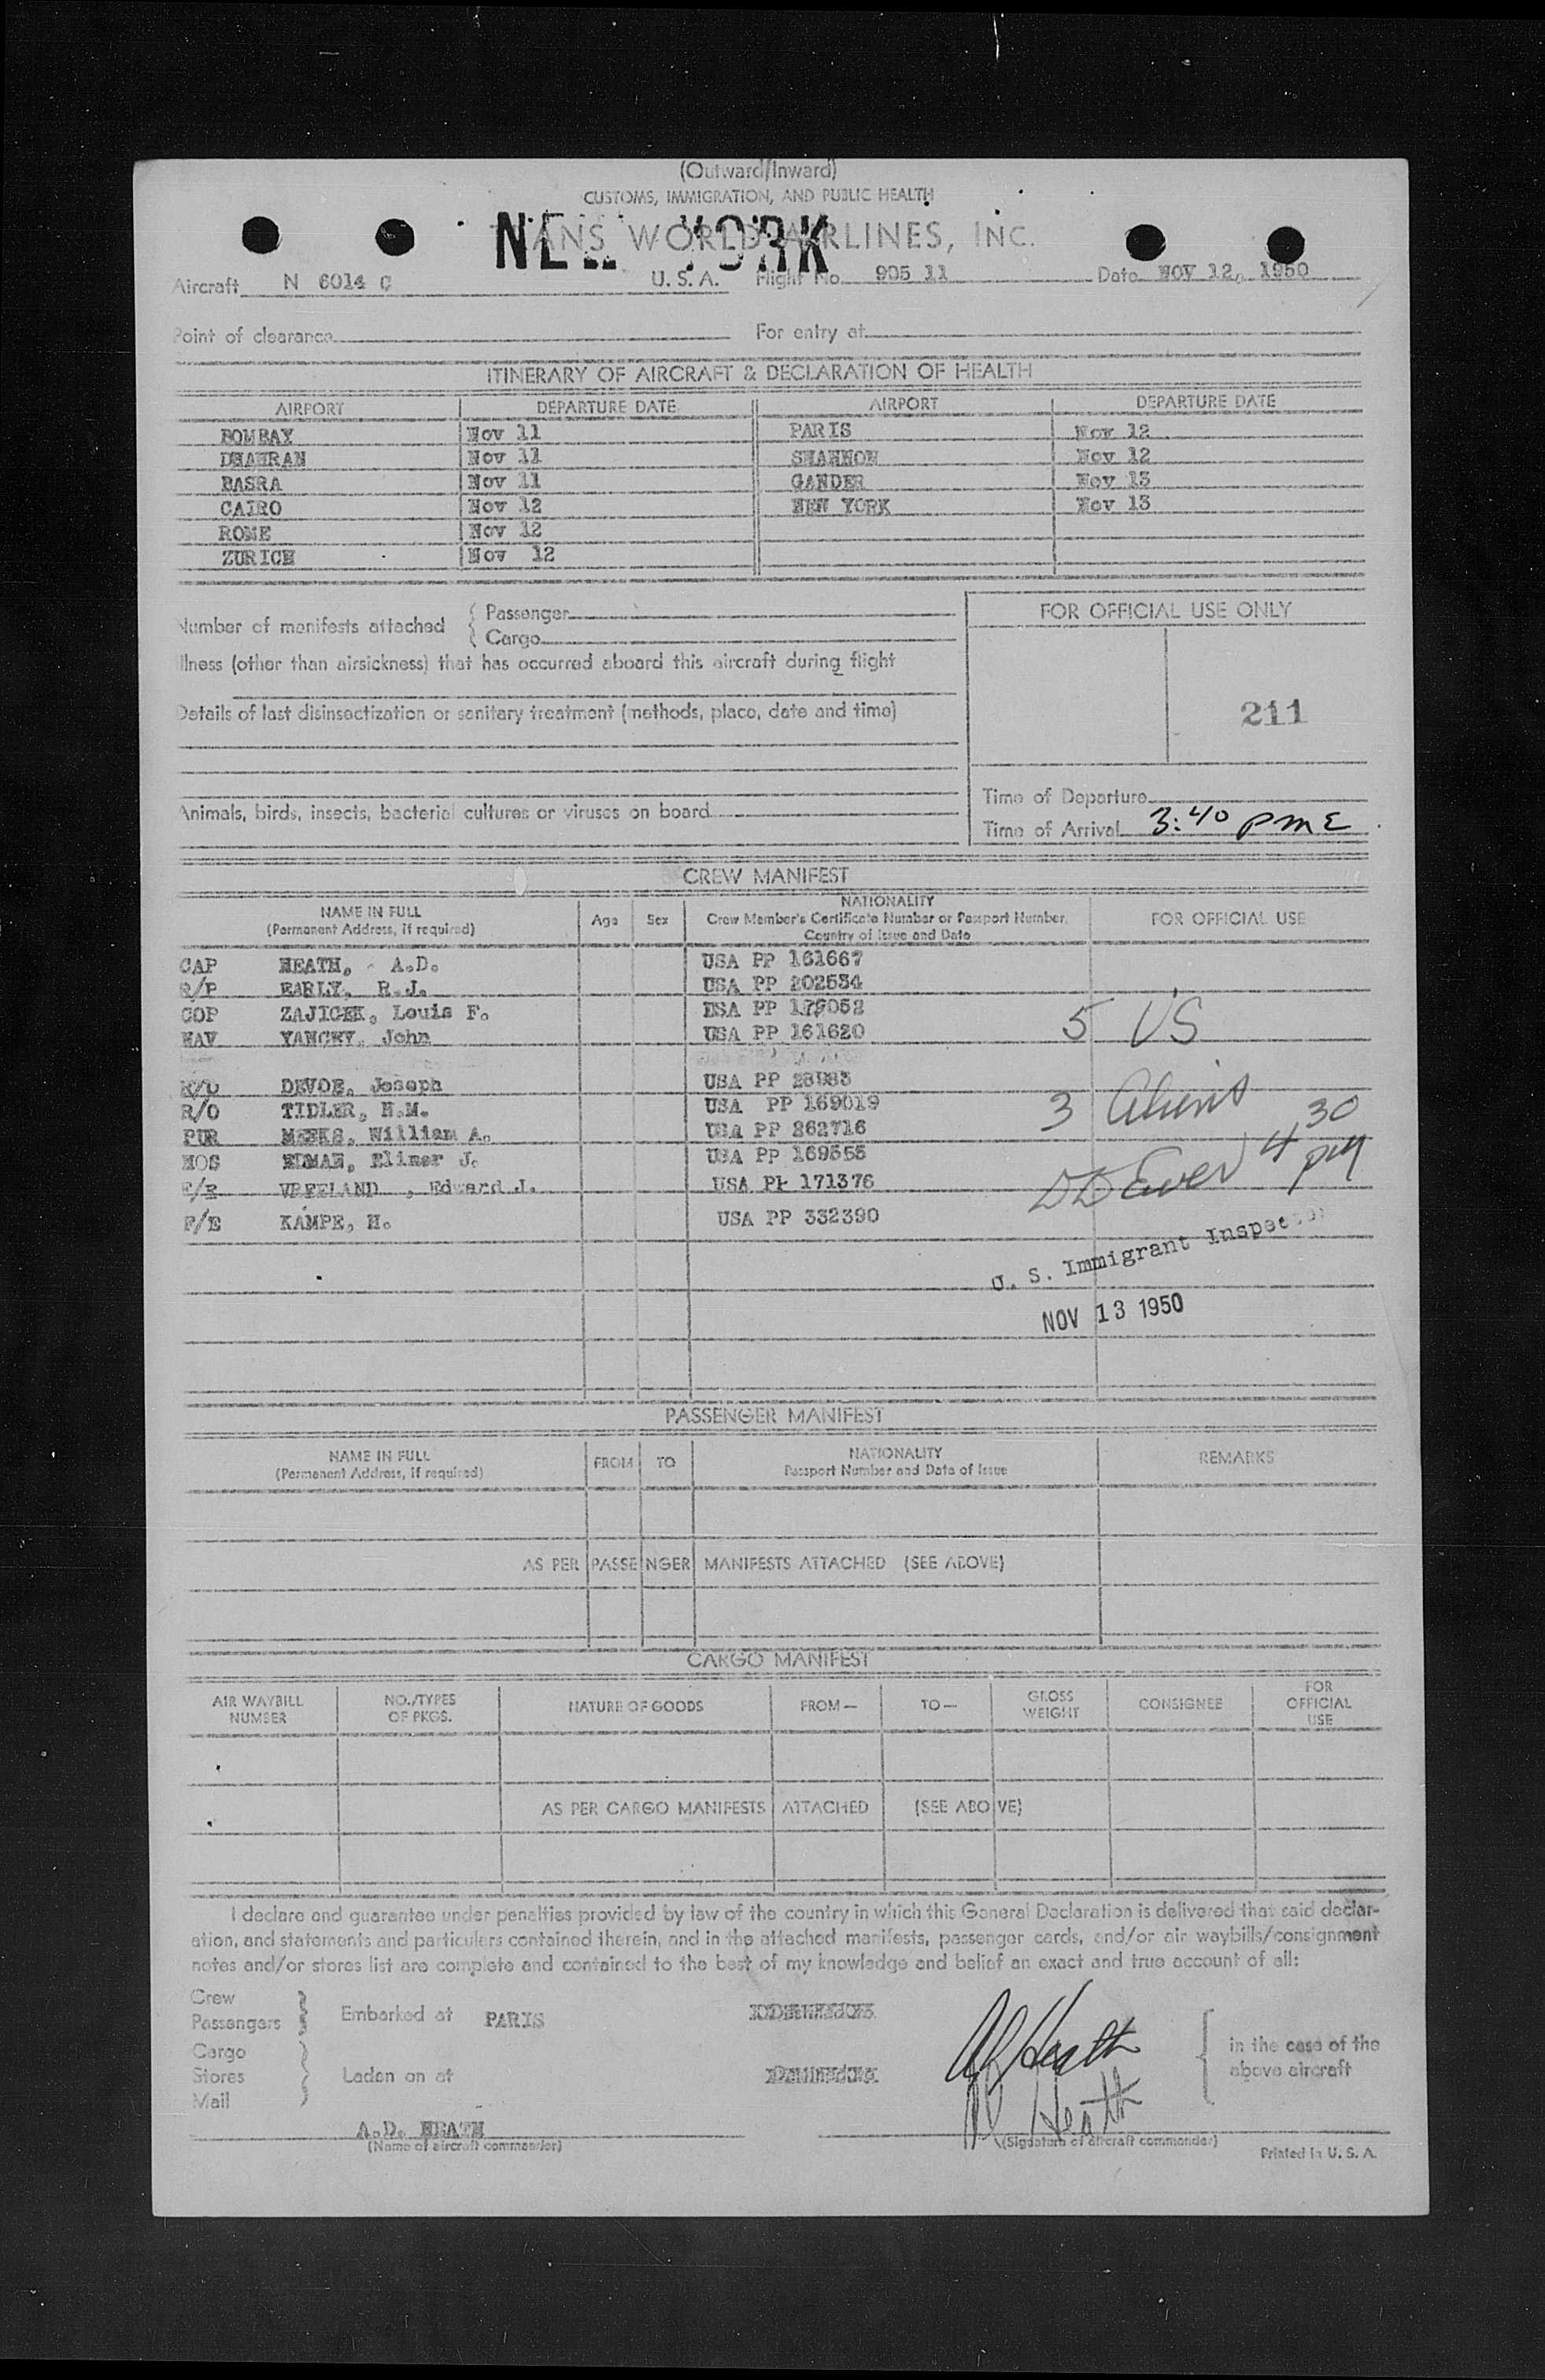 (Outward/Inward)
CUSTOMS, IMMIGRATION, AND PUBLIC HEALTH
TRANS WORLD AIRLINES, INC.
NEW YORK
Aircraft N 6014 C U. S. A. Flight No. 905 11 Date NOV 12, 1950
Point of clearance For entry at
ITINERARY OF AIRCRAFT & DECLARATION OF HEALTH
AIRPORT DEPARTURE DATE AIRPORT DEPARTURE DATE
BOMBAY Nov 11 PARIS Nov 12
DHAHRAN Nov 11 SHANNON Nov 12
BASRA Nov 11 GANDER Nov 13
CAIRO Nov 12 NEW YORK Nov 13
ROME Nov 12
ZURICH Nov 12
Number of manifests attached { Passenger
{ Cargo
FOR OFFICIAL USE ONLY
Illness (other than airsickness) that has occurred aboard this aircraft during flight
Details of last disinsectization or sanitary treatment (methods, place, date and time)
211
Animals, birds, insects, bacterial cultures or viruses on board
Time of Departure
Time of Arrival 3:40 PME
CREW MANIFEST
NAME IN FULL
(Permanent Address, if required)
Age Sex
NATIONALITY
Crew Member's Certificate Number or Passport Number,
Country of Issue and Date
FOR OFFICIAL USE
CAP HEATH, A.D. USA PP 161667
R/P EARLY, R.J. USA PP 202534
COP ZAJICEK, Louis F. USA PP 179052
NAV YANCEY, John USA PP 161620
5 US
R/O DEVOE, Joseph USA PP
R/O TIDLER, H.M. USA PP 169019
3 Aliens
PUR MEEKS, William A. USA PP 262716
HOS Elimer J. USA PP 169555
4 30 PM
F/E VREELAND , Edward J. USA PP 171376
F/E KAMPE, H. USA PP 332390
U. S. Immigrant Inspector
NOV 13 1950
PASSENGER MANIFEST
NAME IN FULL
(Permanent Address, if required)
FROM TO
NATIONALITY
Passport Number and Date of Issue
REMARKS
AS PER PASSENGER MANIFESTS ATTACHED (SEE ABOVE)
CARGO MANIFEST
AIR WAYBILL NUMBER
NO./TYPES OF PKGS.
NATURE OF GOODS
FROM—
TO—
GROSS WEIGHT
CONSIGNEE
FOR OFFICIAL USE
AS PER CARGO MANIFESTS ATTACHED (SEE ABOVE)
I declare and guarantee under penalties provided by law of the country in which this General Declaration is delivered that said declar-
ation, and statements and particulars contained therein, and in the attached manifests, passenger cards, and/or air waybills/consignment
notes and/or stores list are complete and contained to the best of my knowledge and belief an exact and true account of all:
Crew
Passengers } Embarked at PARIS
Cargo
Stores } Laden on at
Mail
AD Heath
AD Heath
in the case of the
above aircraft
A.D. HEATH
(Name of aircraft commander)
(Signature of aircraft commander)
Printed in U. S. A.